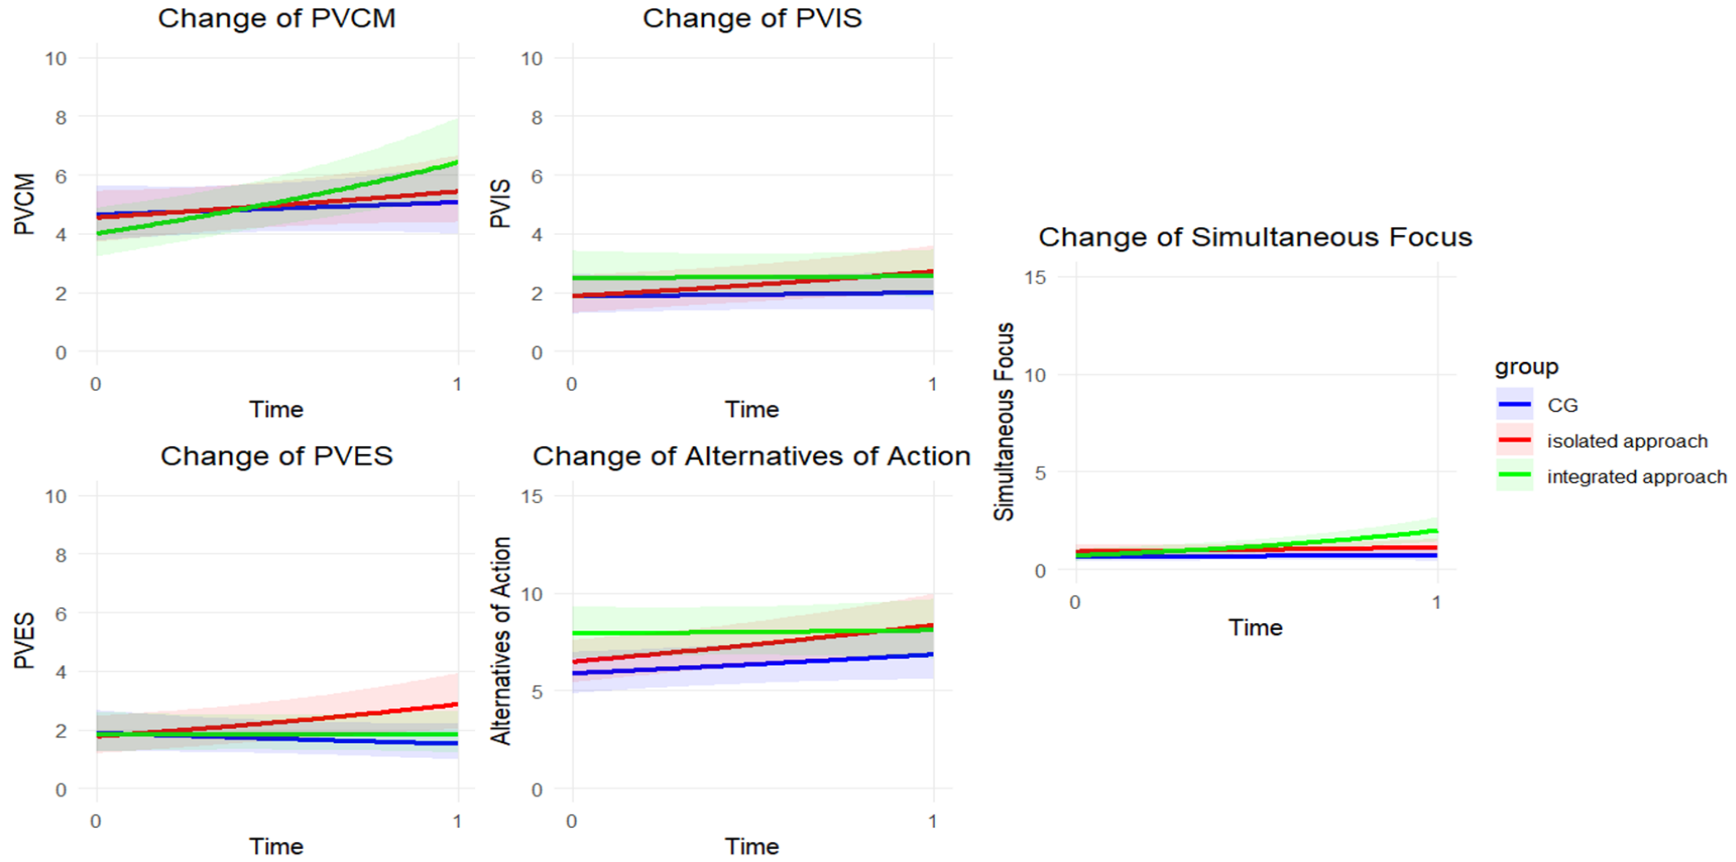 Change of PVCM
10
8
6
4
2
0
PVCM
0
1
Time
Change of PVIS
10
8
6
4
2
0
PVIS
0
1
Time
Change of PVES
10
8
6
4
2
0
PVES
0
1
Time
Change of Alternatives of Action
15
10
5
0
Alternatives of Action
0
1
Time
Change of Simultaneous Focus
15
10
5
0
Simultaneous Focus
0
1
Time
group
CG
isolated approach
integrated approach